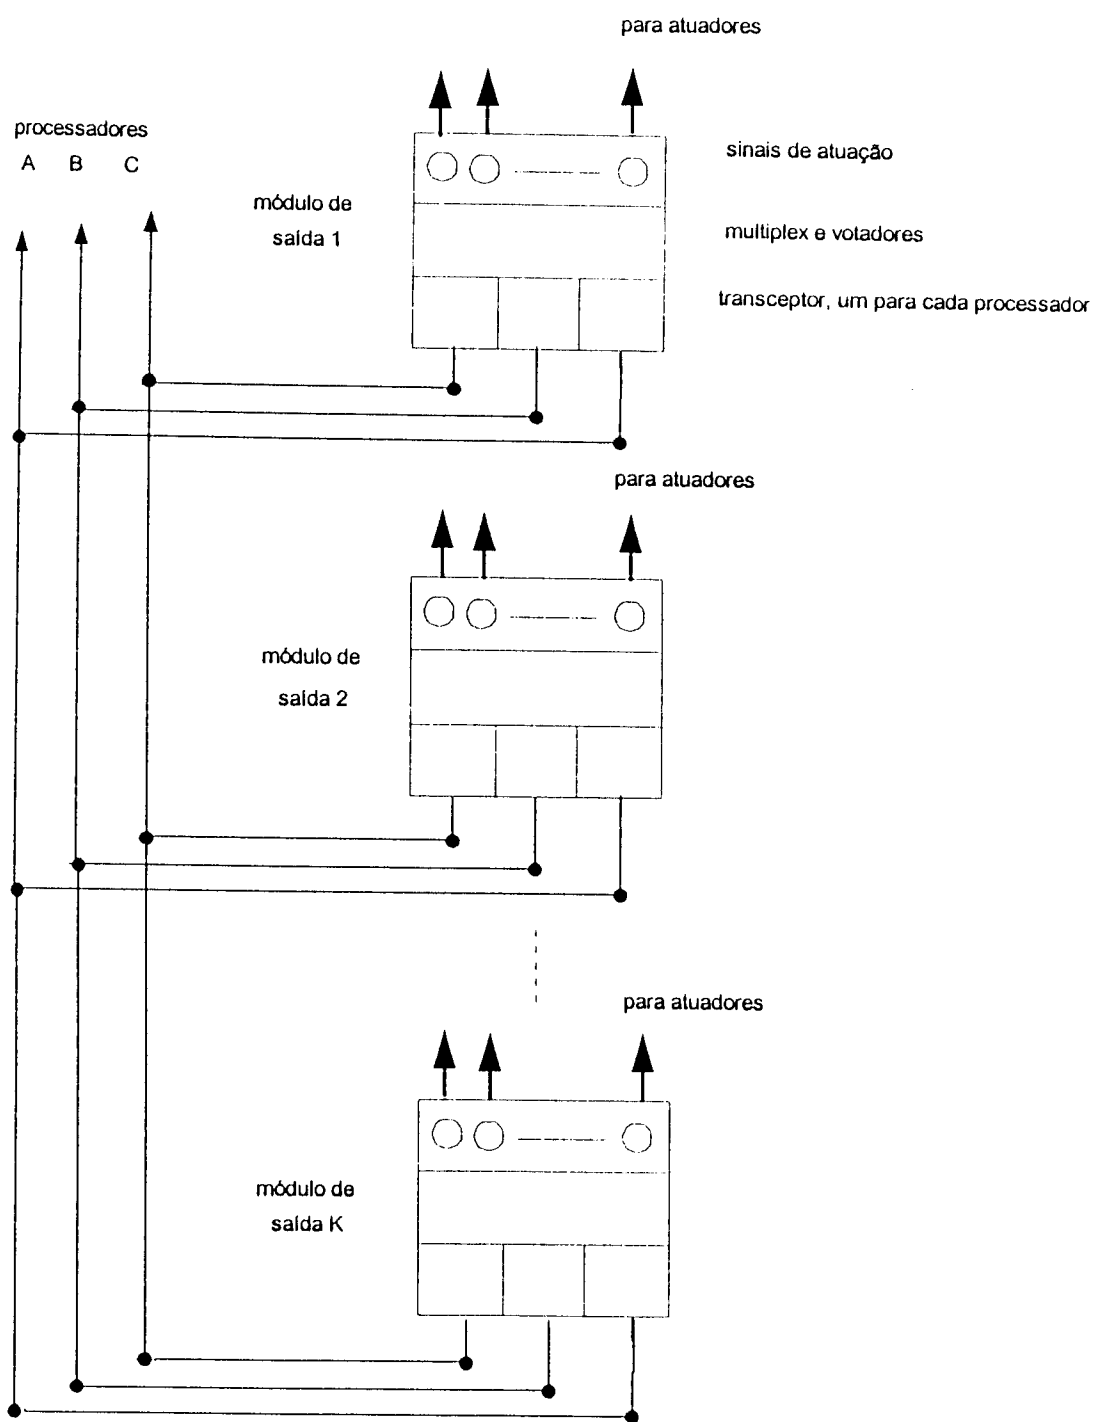 para atuadores
processadores
A B C
sinais de atuação
módulo de
saída 1
multiplex e votadores
transceptor, um para cada processador
para atuadores
módulo de
saída 2
para atuadores
módulo de
saída K